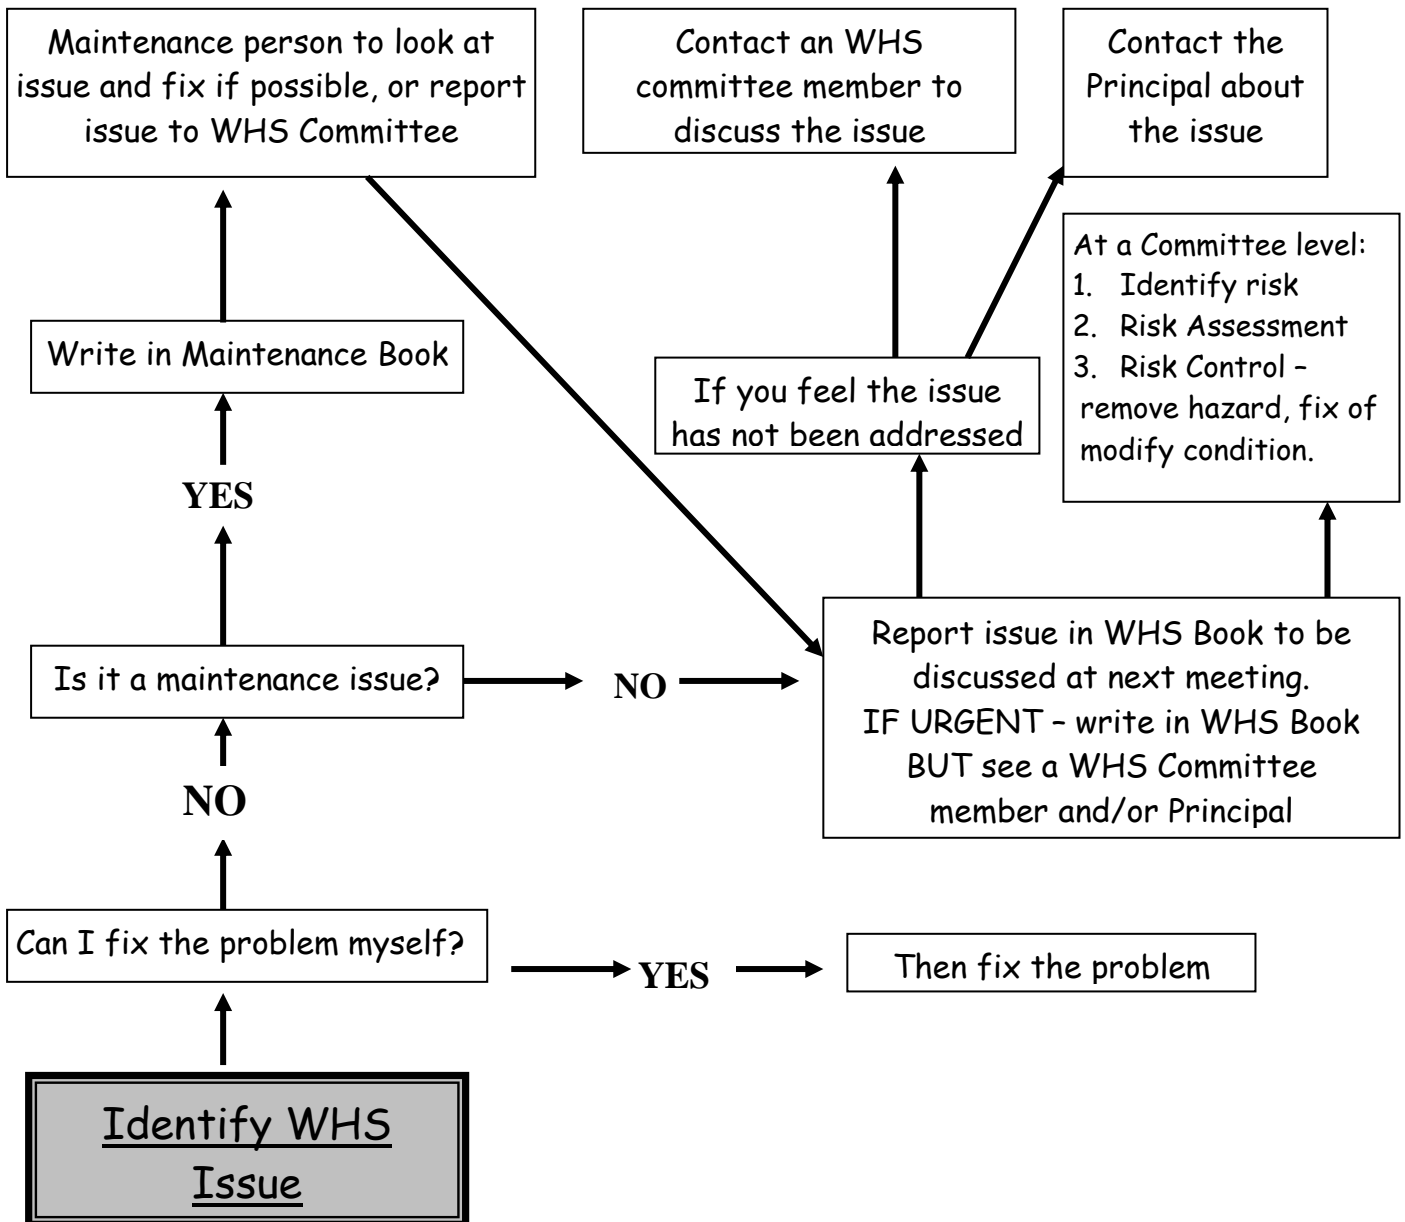 Maintenance person to look at
issue and fix if possible, or report
issue to WHS Committee
Contact an WHS
committee member to
discuss the issue
Contact the
Principal about
the issue
At a Committee level:
1. Identify risk
2. Risk Assessment
3. Risk Control –
remove hazard, fix of
modify condition.
Write in Maintenance Book
If you feel the issue
has not been addressed
YES
Is it a maintenance issue?
NO
Report issue in WHS Book to be
discussed at next meeting.
IF URGENT – write in WHS Book
BUT see a WHS Committee
member and/or Principal
NO
Can I fix the problem myself?
YES
Then fix the problem
Identify WHS
Issue